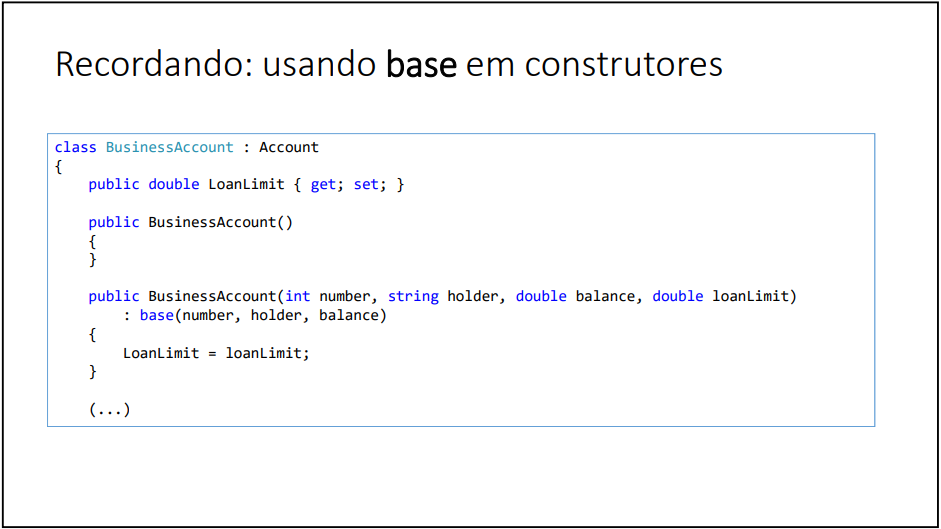 Recordando: usando base em construtores
class BusinessAccount : Account
{
    public double LoanLimit { get; set; }
    public BusinessAccount()
    {
    }
    public BusinessAccount(int number, string holder, double balance, double loanLimit)
        : base(number, holder, balance)
    {
        LoanLimit = loanLimit;
    }
    (...)